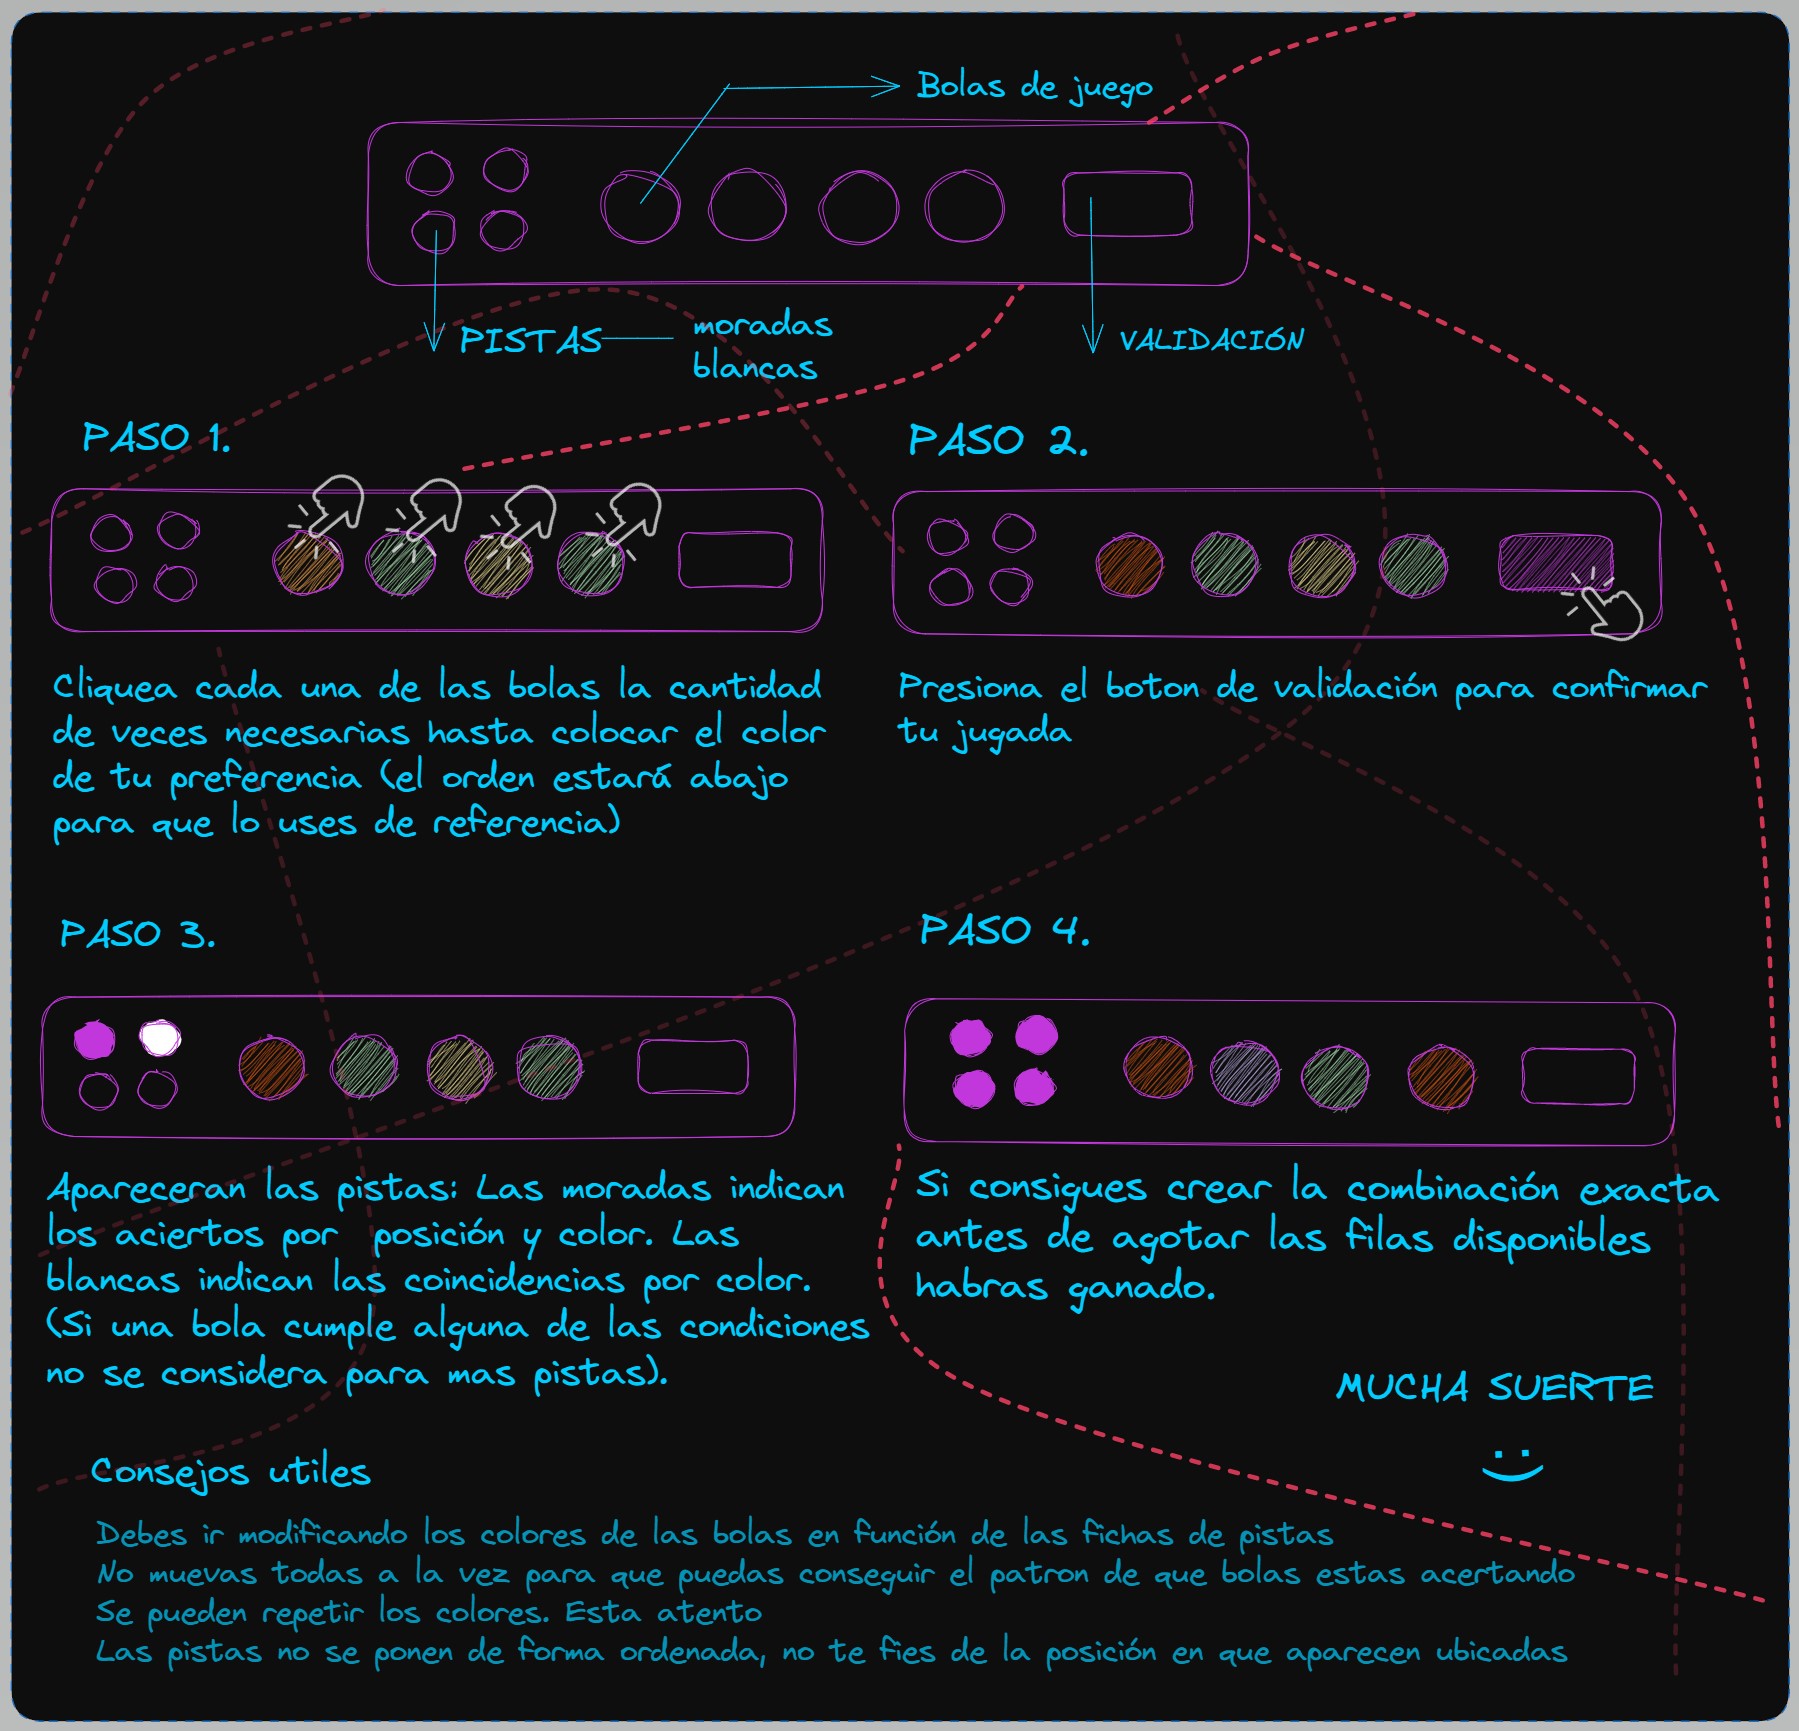 Bolas de juego
PISTAS
moradas
blancas
VALIDACIÓN
PASO 1.
Cliquea cada una de las bolas la cantidad
de veces necesarias hasta colocar el color
de tu preferencia (el orden estará abajo
para que lo uses de referencia)
PASO 2.
Presiona el boton de validación para confirmar
tu jugada
PASO 3.
Apareceran las pistas: Las moradas indican
los aciertos por posición y color. Las
blancas indican las coincidencias por color.
(Si una bola cumple alguna de las condiciones
no se considera para mas pistas).
PASO 4.
Si consigues crear la combinación exacta
antes de agotar las filas disponibles
habras ganado.
MUCHA SUERTE
Consejos utiles
Debes ir modificando los colores de las bolas en función de las fichas de pistas
No muevas todas a la vez para que puedas conseguir el patron de que bolas estas acertando
Se pueden repetir los colores. Esta atento
Las pistas no se ponen de forma ordenada, no te fies de la posición en que aparecen ubicadas